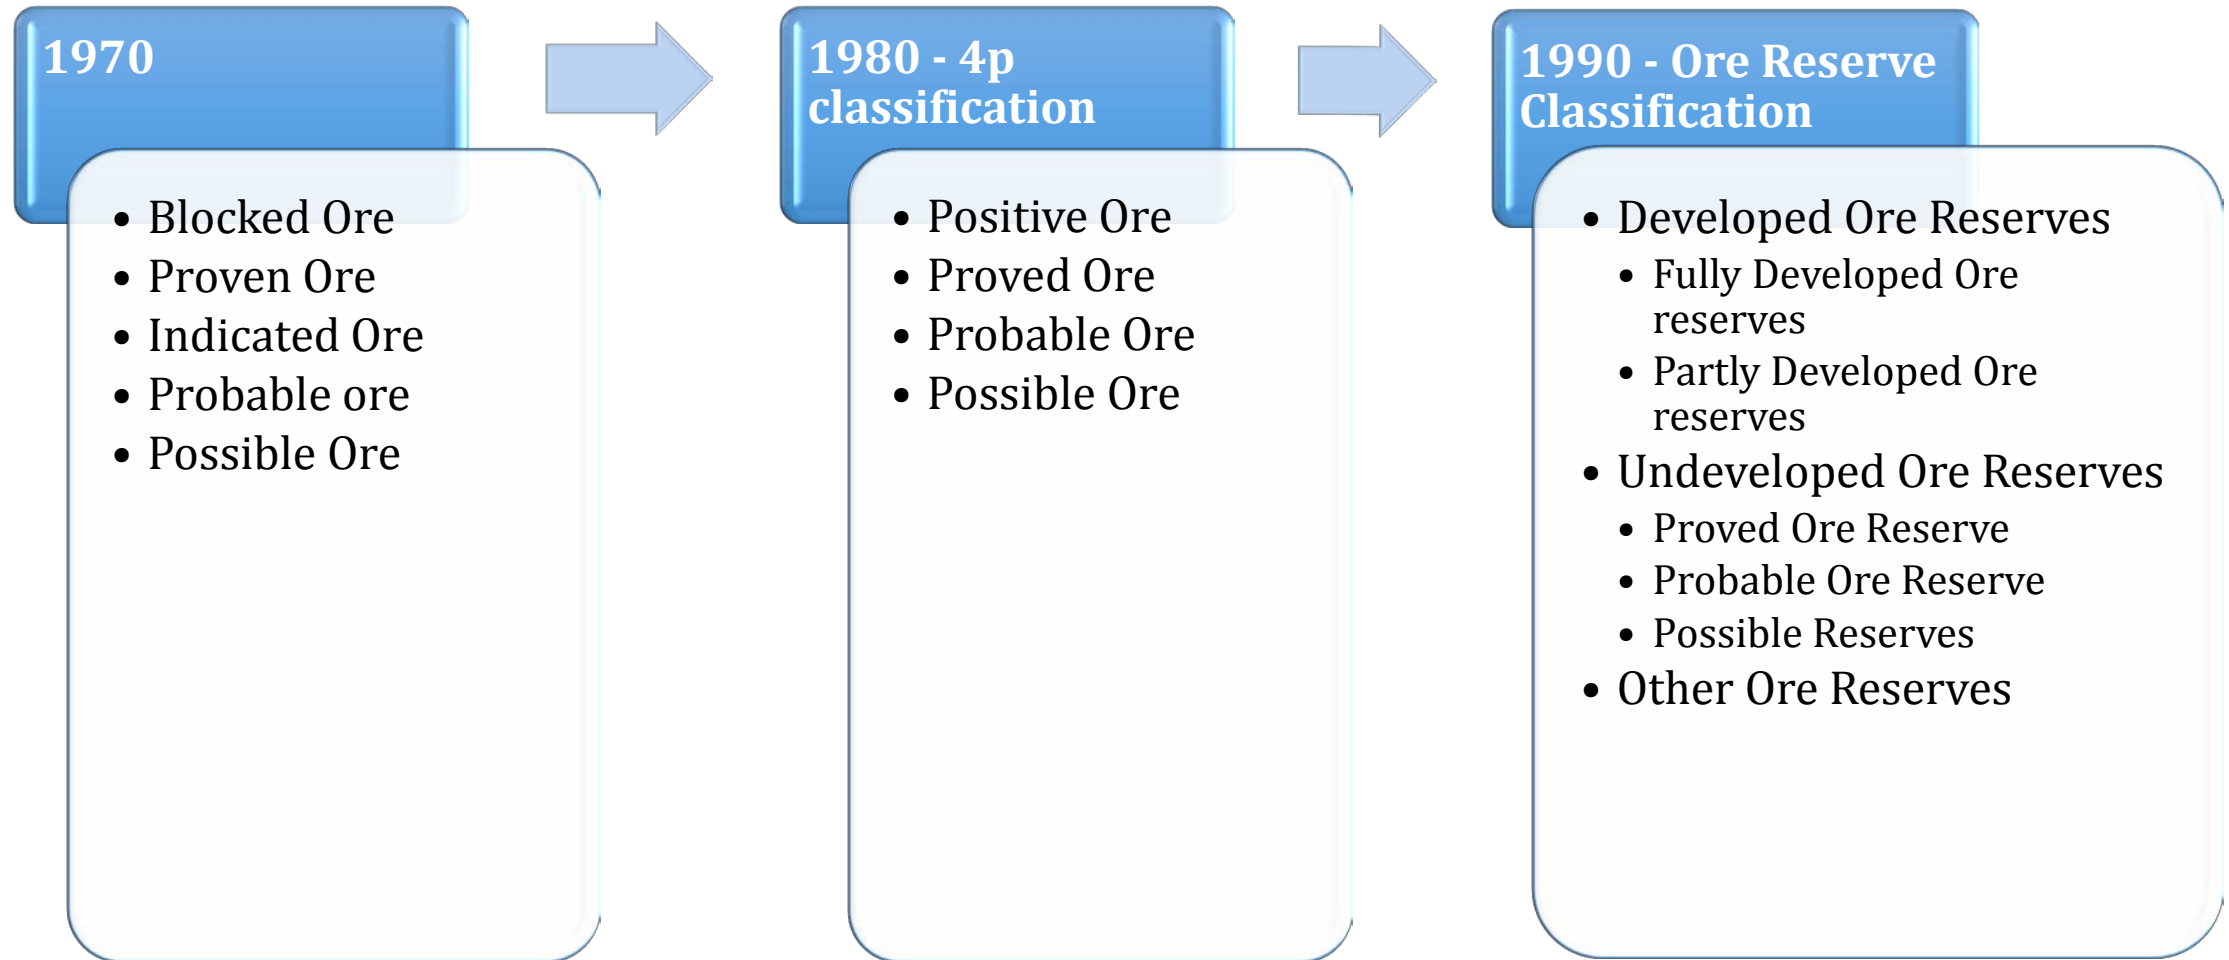 1970
• Blocked Ore
• Proven Ore
• Indicated Ore
• Probable ore
• Possible Ore
1980 - 4p
classification
• Positive Ore
• Proved Ore
• Probable Ore
• Possible Ore
1990 - Ore Reserve
Classification
• Developed Ore Reserves
• Fully Developed Ore
reserves
• Partly Developed Ore
reserves
• Undeveloped Ore Reserves
• Proved Ore Reserve
• Probable Ore Reserve
• Possible Reserves
• Other Ore Reserves